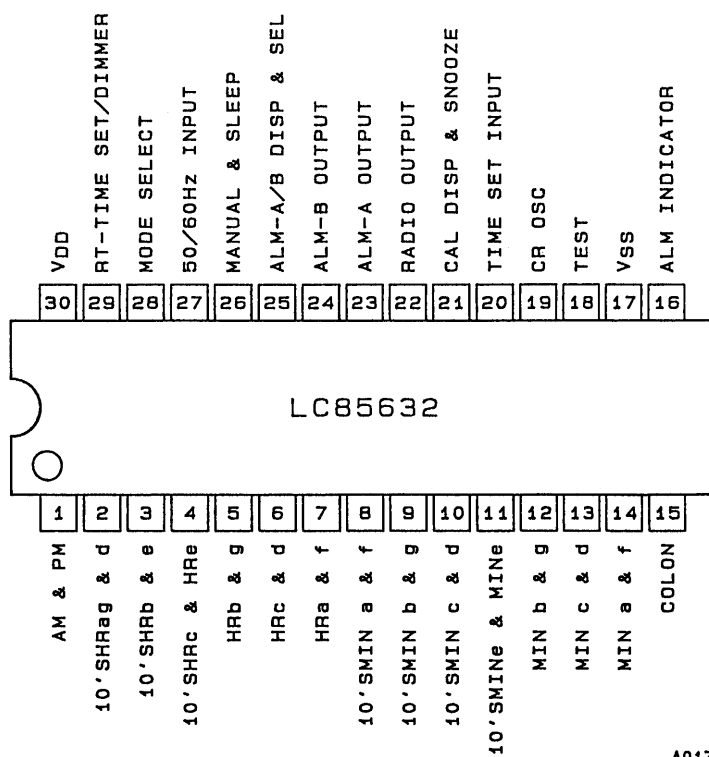 VDD
RT-TIME SET/DIMMER
MODE SELECT
50/60Hz INPUT
MANUAL & SLEEP
ALM-A/B DISP & SEL
ALM-B OUTPUT
ALM-A OUTPUT
RADIO OUTPUT
CAL DISP & SNOOZE
TIME SET INPUT
CR OSC
TEST
VSS
ALM INDICATOR
30 29 28 27 26 25 24 23 22 21 20 19 18 17 16
LC85632
1 2 3 4 5 6 7 8 9 10 11 12 13 14 15
AM & PM
10'SHRag & d
10'SHRb & e
10'SHRc & HRe
HRb & g
HRc & d
HRa & f
10'SMIN a & f
10'SMIN b & g
10'SMIN c & d
10'SMINe & MINe
MIN b & g
MIN c & d
MIN a & f
COLON